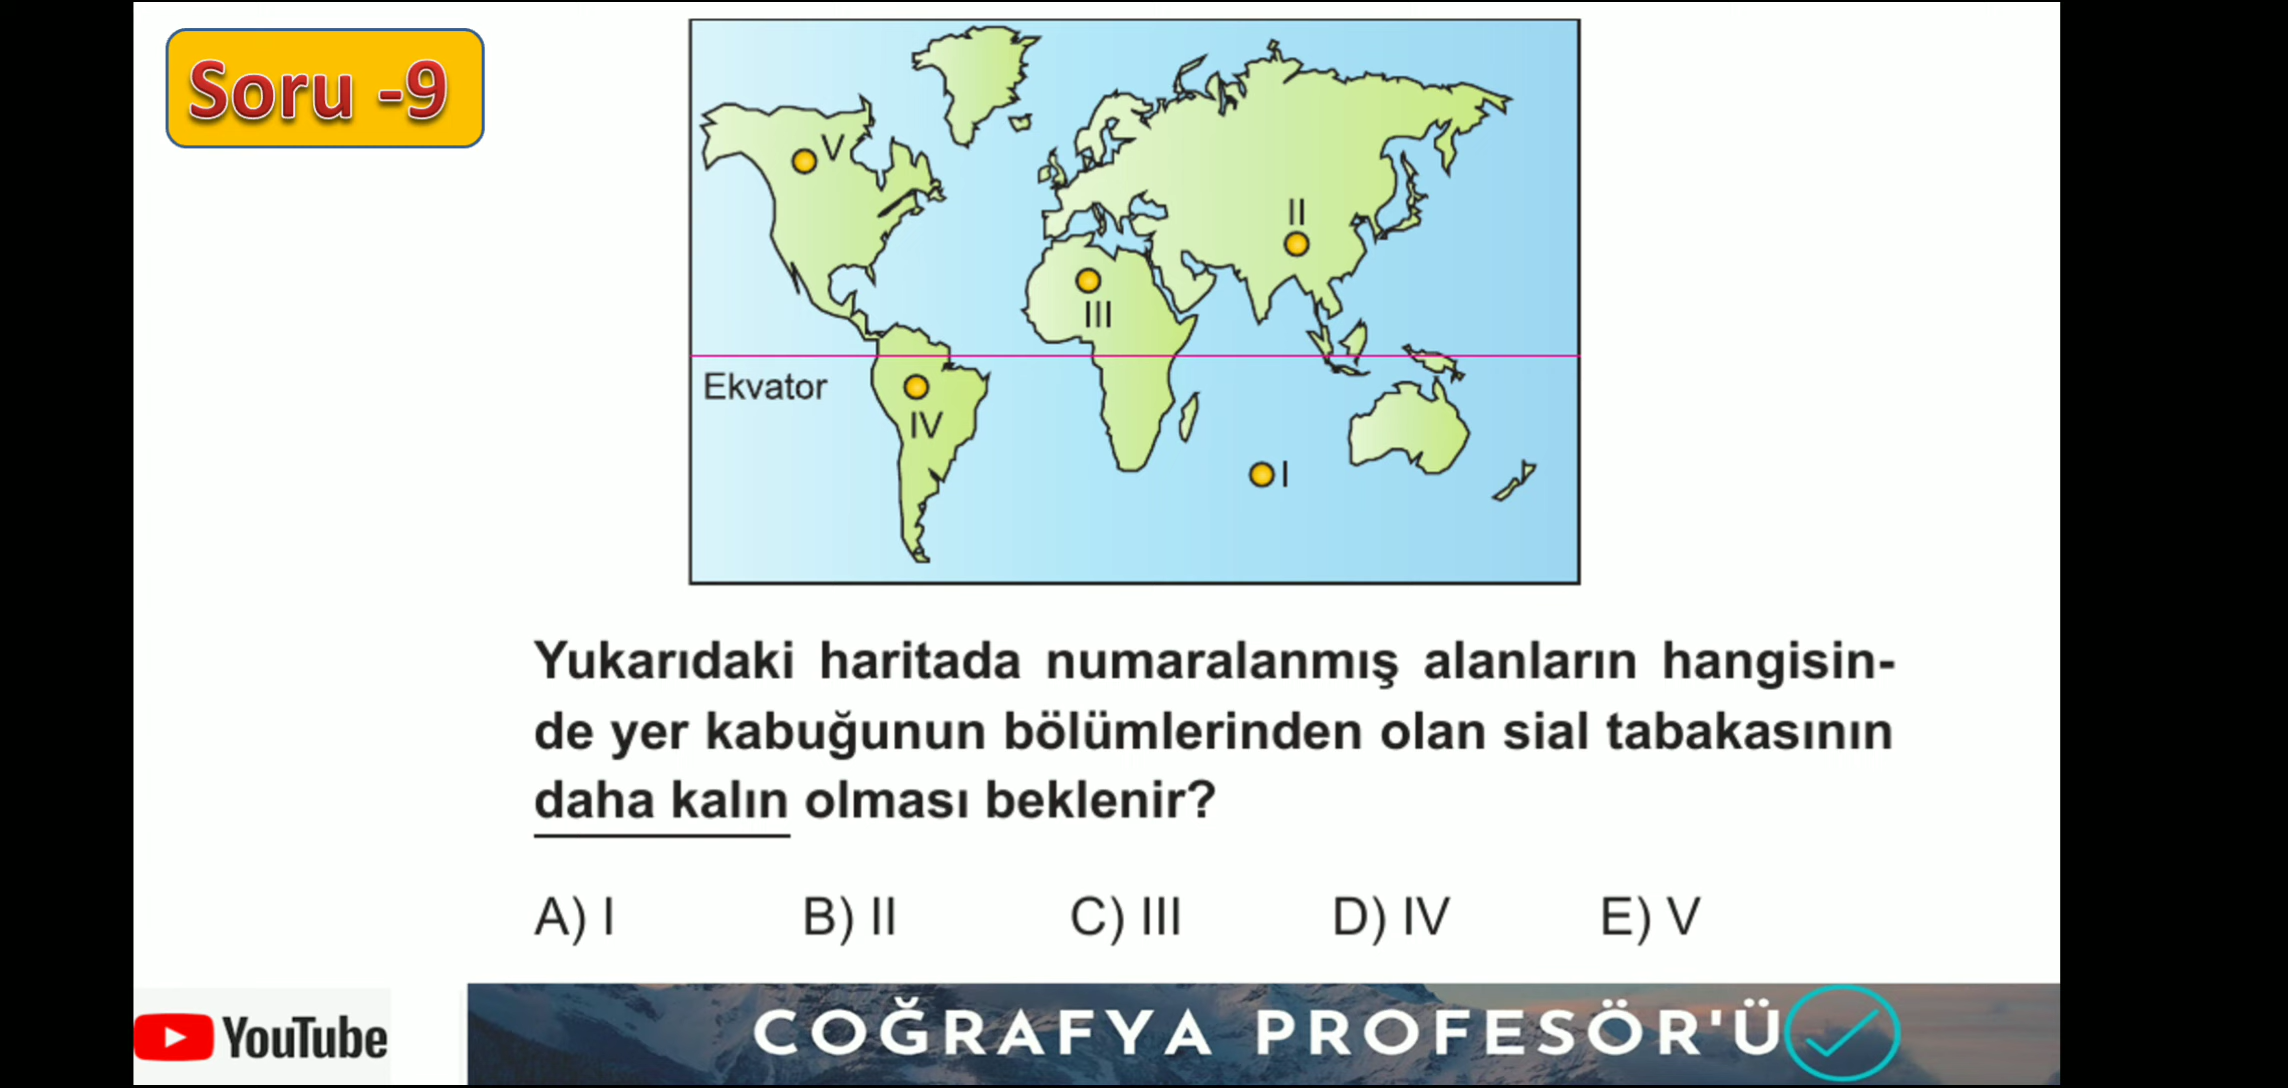 Soru -9
V
II
III
Ekvator
IV
I
Yukarıdaki haritada numaralanmış alanların hangisin-
de yer kabuğunun bölümlerinden olan sial tabakasının
daha kalın olması beklenir?
A) I B) II C) III D) IV E) V
YouTube
COĞRAFYA PROFESÖR'Ü